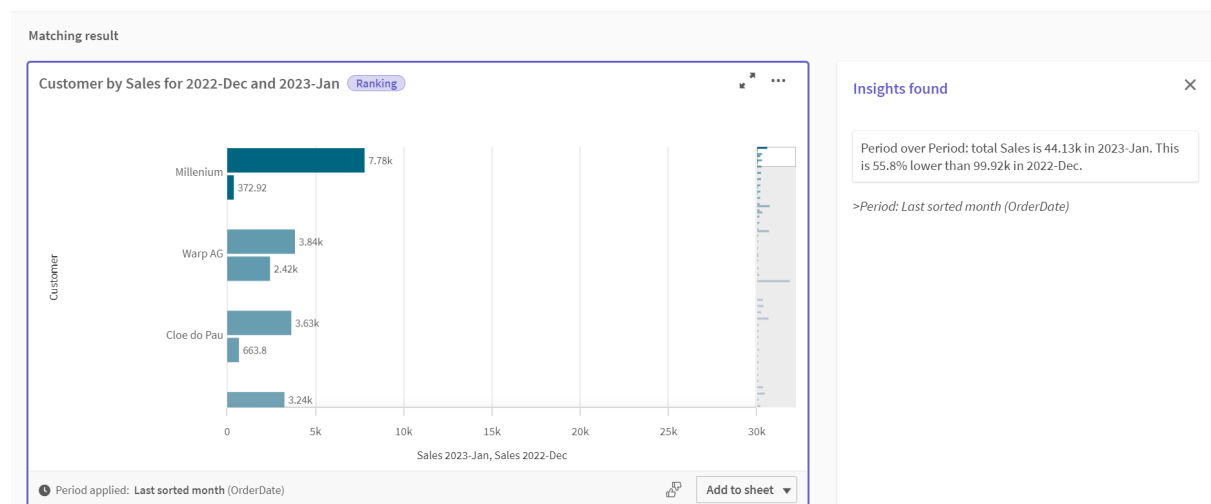 Matching result
Customer by Sales for 2022-Dec and 2023-Jan Ranking
Customer
Millenium
7.78k
372.92
Warp AG
3.84k
2.42k
Cloe do Pau
3.63k
663.8
3.24k
0 5k 10k 15k 20k 25k 30k
Sales 2023-Jan, Sales 2022-Dec
Period applied: Last sorted month (OrderDate)
Add to sheet
Insights found
Period over Period: total Sales is 44.13k in 2023-Jan. This
is 55.8% lower than 99.92k in 2022-Dec.
>Period: Last sorted month (OrderDate)